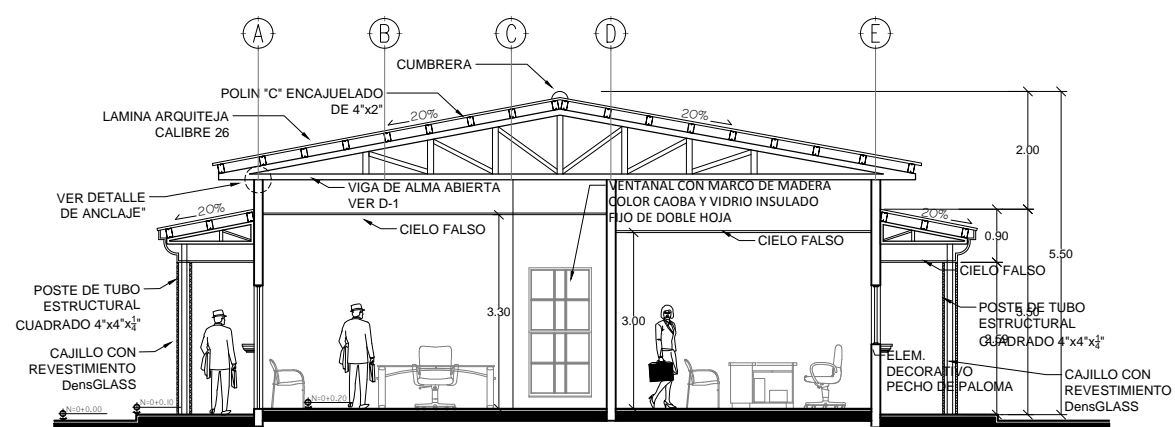 A
B
C
D
E
CUMBRERA
POLIN "C" ENCAJUELADO
DE 4"x2"
LAMINA ARQUITEJA
CALIBRE 26
20%
20%
2.00
VER DETALLE
DE ANCLAJE"
VIGA DE ALMA ABIERTA
VER D-1
VENTANAL CON MARCO DE MADERA
COLOR CAOBA Y VIDRIO INSULADO
FIJO DE DOBLE HOJA
20%
20%
CIELO FALSO
CIELO FALSO
0.90
5.50
CIELO FALSO
POSTE DE TUBO
ESTRUCTURAL
CUADRADO 4"x4"x¼"
3.30
3.00
POSTE DE TUBO
ESTRUCTURAL
CUADRADO 4"x4"x¼"
CAJILLO CON
REVESTIMIENTO
DensGLASS
ELEM.
DECORATIVO
PECHO DE PALOMA
CAJILLO CON
REVESTIMIENTO
DensGLASS
N=0+0.00
N=0+0.10
N=0+0.20